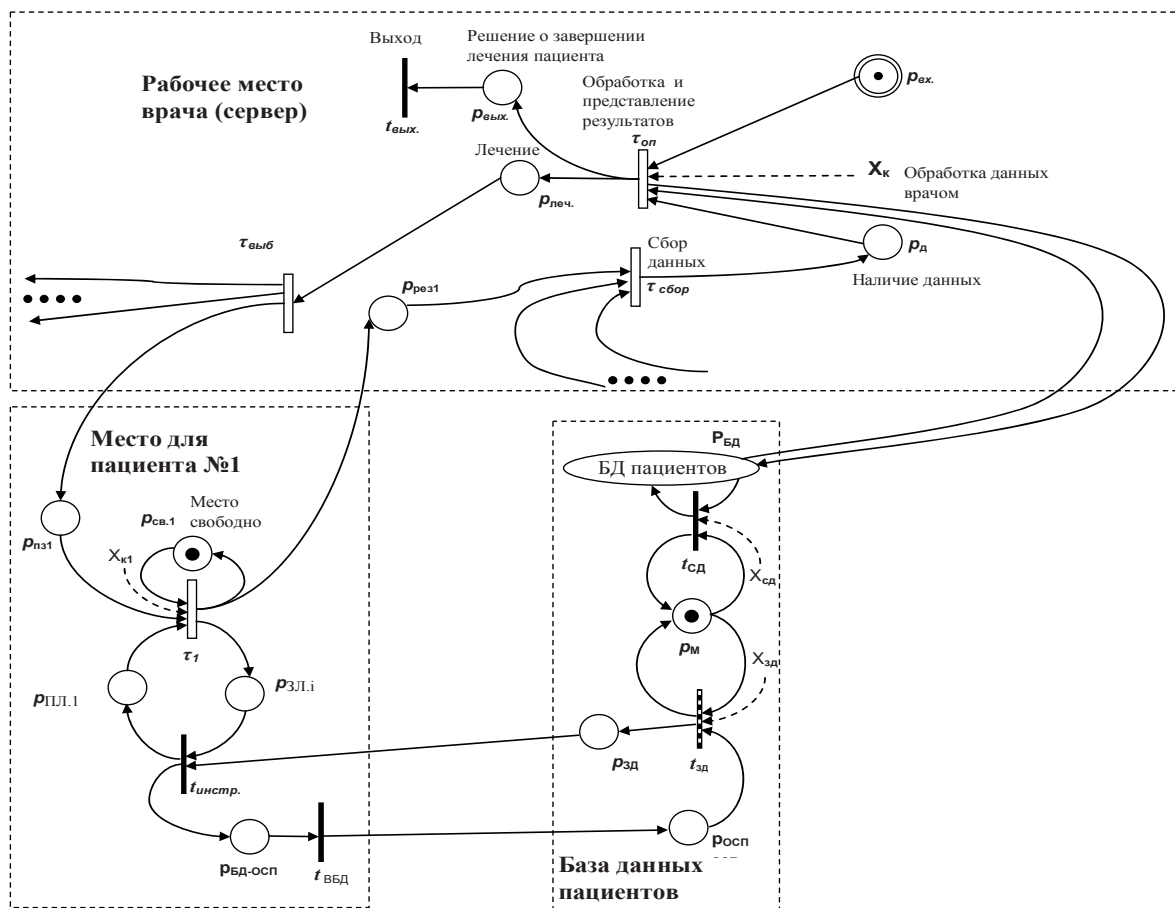 Выход
Решение о завершении
лечения пациента
Рабочее место
врача (сервер)
Обработка и
представление
результатов
pвх.
tвых.
pвых.
τоп
Лечение
Xк
Обработка данных
врачом
pлеч.
τвыб
Сбор
данных
pд
Наличие данных
pрез1
τ сбор
Место для
пациента №1
PБД
БД пациентов
Место
свободно
pсв.1
pпз1
Xк1
tСД
Xсд
τ1
pМ
Xзд
pПЛ.1
pЗЛ.i
pЗД
tзд
tинстр.
pБД-осп
t ВБД
pосп
База данных
пациентов